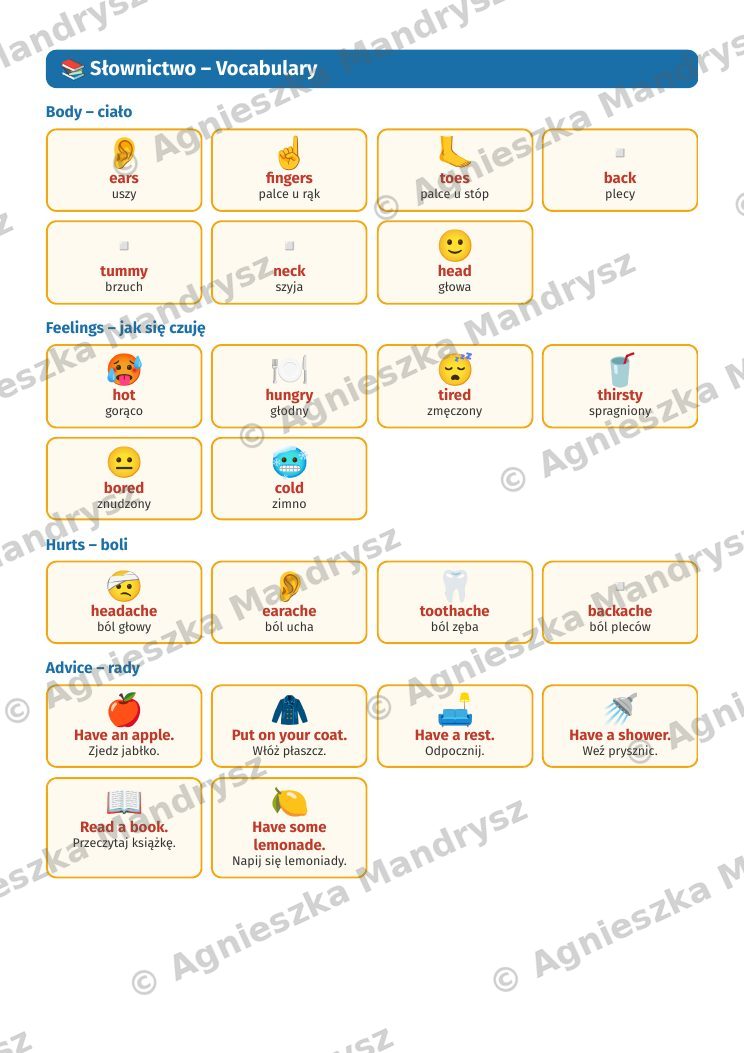 Słownictwo – Vocabulary
Body – ciało
ears
uszy
fingers
palce u rąk
toes
palce u stóp
back
plecy
tummy
brzuch
neck
szyja
head
głowa
Feelings – jak się czuję
hot
gorąco
hungry
głodny
tired
zmęczony
thirsty
spragniony
bored
znudzony
cold
zimno
Hurts – boli
headache
ból głowy
earache
ból ucha
toothache
ból zęba
backache
ból pleców
Advice – rady
Have an apple.
Zjedz jabłko.
Put on your coat.
Włóż płaszcz.
Have a rest.
Odpocznij.
Have a shower.
Weź prysznic.
Read a book.
Przeczytaj książkę.
Have some
lemonade.
Napij się lemoniady.
© Agnieszka Mandrysz